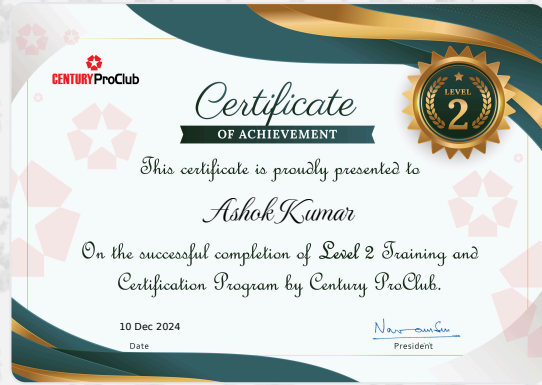 CENTURY ProClub
LEVEL
2
Certificate
OF ACHIEVEMENT
This certificate is proudly presented to
Ashok Kumar
On the successful completion of Level 2 Training and
Certification Program by Century ProClub.
10 Dec 2024
Date
President